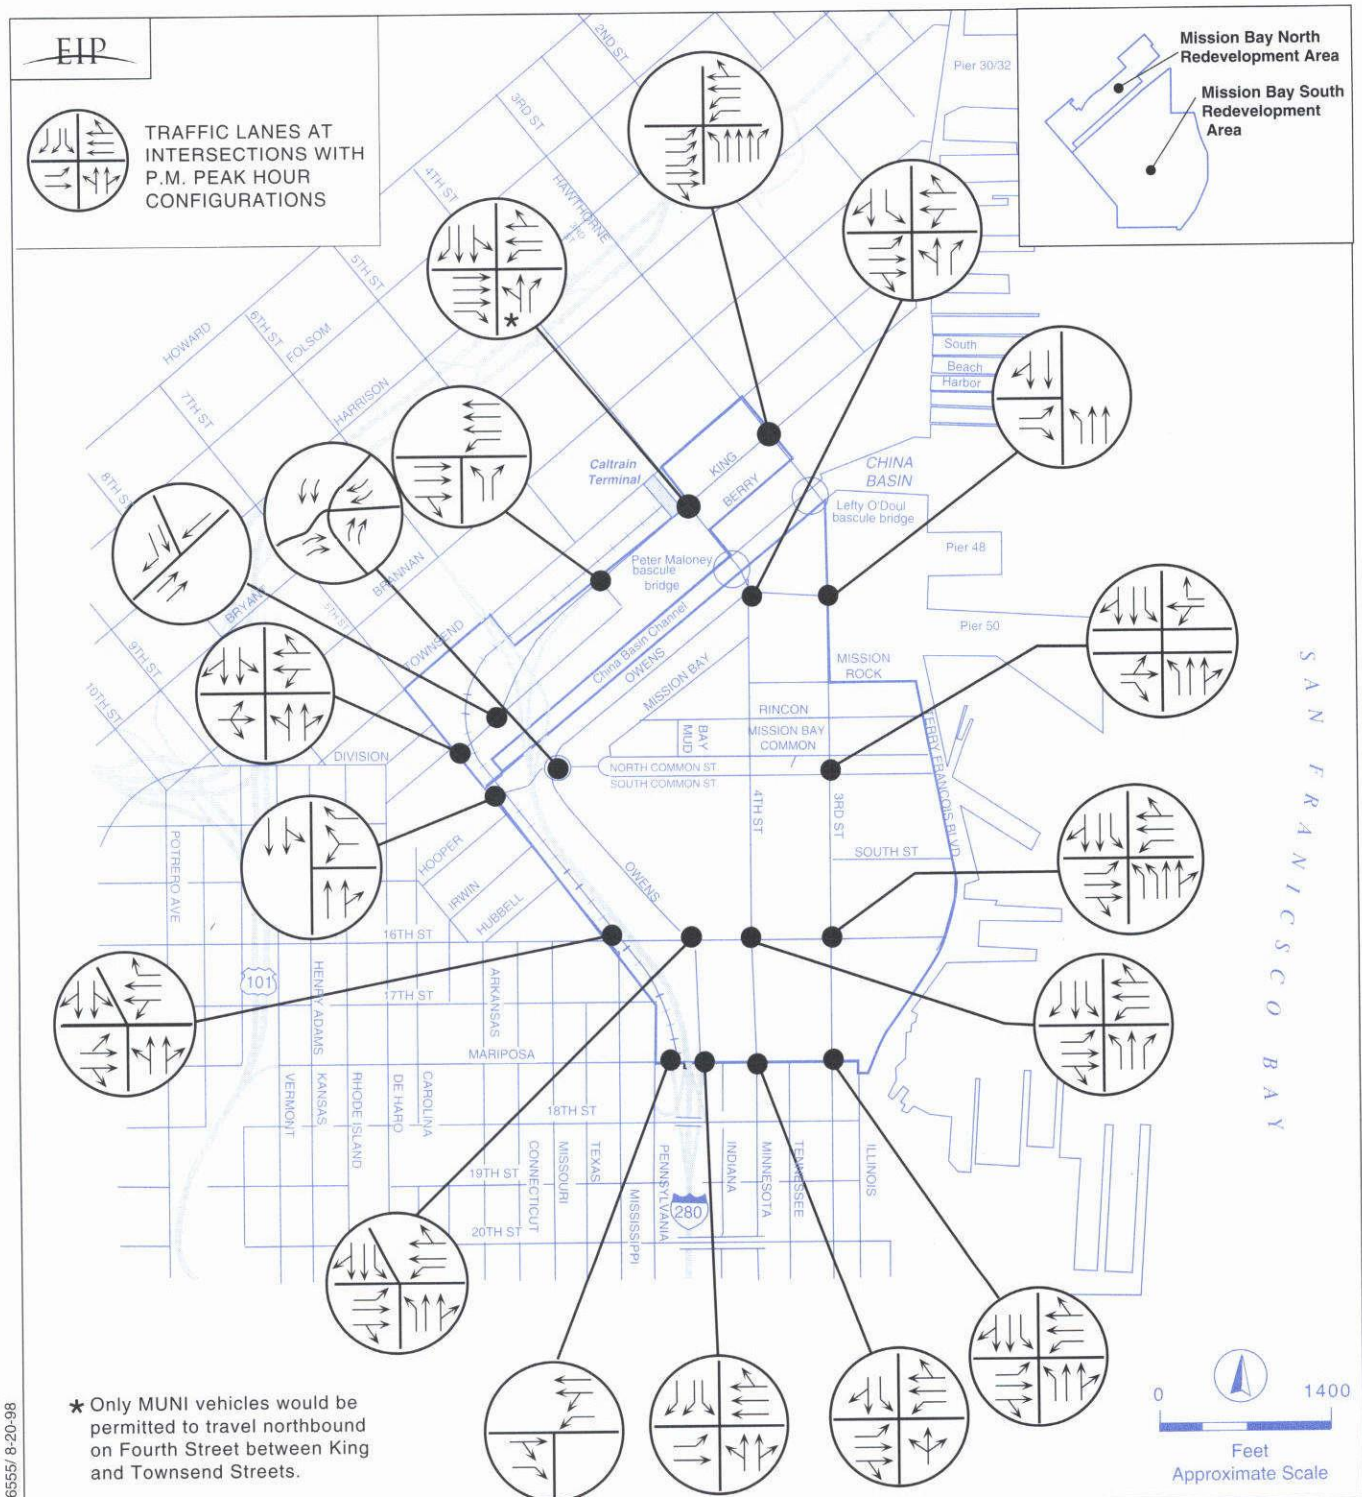 EIP
TRAFFIC LANES AT
INTERSECTIONS WITH
P.M. PEAK HOUR
CONFIGURATIONS
Mission Bay North
Redevelopment Area
Mission Bay South
Redevelopment
Area
2ND ST
3RD ST
4TH ST
HAWTHORNE
3RD
ST
5TH ST
6TH ST
7TH ST
8TH ST
9TH ST
10TH ST
HOWARD
FOLSOM
HARRISON
BRYANT
BRANNAN
5TH ST
TOWNSEND
DIVISION
KING
BERRY
Caltrain
Terminal
Pier 30/32
South
Beach
Harbor
CHINA
BASIN
Lefty O'Doul
bascule bridge
Peter Maloney
bascule
bridge
Pier 48
Pier 50
China Basin Channel
OWENS
MISSION BAY
MISSION
ROCK
RINCON
BAY
MUD
MISSION BAY
COMMON
NORTH COMMON ST
SOUTH COMMON ST
4TH ST
3RD ST
TERRY FRANCOIS BLVD
SOUTH ST
OWENS
HOOPER
IRWIN
HUBBELL
POTRERO AVE
101
16TH ST
17TH ST
MARIPOSA
18TH ST
19TH ST
20TH ST
VERMONT
KANSAS
HENRY ADAMS
RHODE ISLAND
DE HARO
CAROLINA
ARKANSAS
CONNECTICUT
MISSOURI
TEXAS
MISSISSIPPI
PENNSYLVANIA
280
INDIANA
MINNESOTA
TENNESSEE
ILLINOIS
SAN FRANICSCO BAY
* Only MUNI vehicles would be
permitted to travel northbound
on Fourth Street between King
and Townsend Streets.
*
0 1400
Feet
Approximate Scale
6555/ 8-20-98